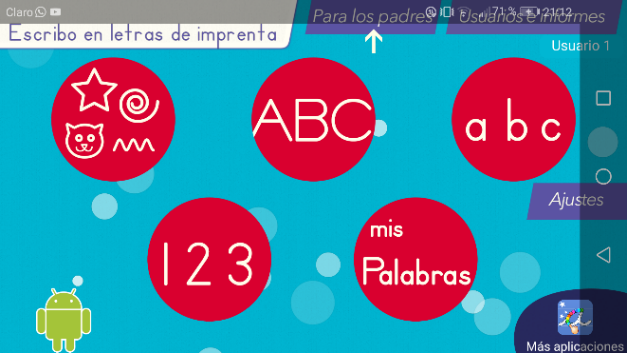 Claro
71 % 21:12
Para los padres
Usuarios e informes
Escribo en letras de imprenta
Usuario 1
ABC
a b c
Ajustes
1 2 3
mis
Palabras
Más aplicaciones